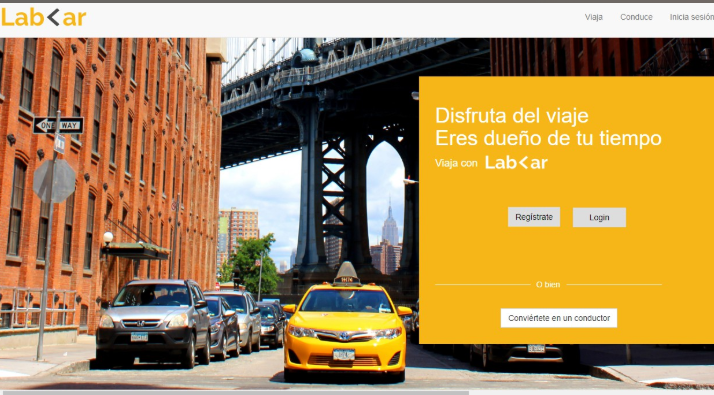 Lab<ar
Viaja
Conduce
Inicia sesión
ONE WAY
Disfruta del viaje
Eres dueño de tu tiempo
Viaja con Lab<ar
Regístrate
Login
O bien
Conviértete en un conductor